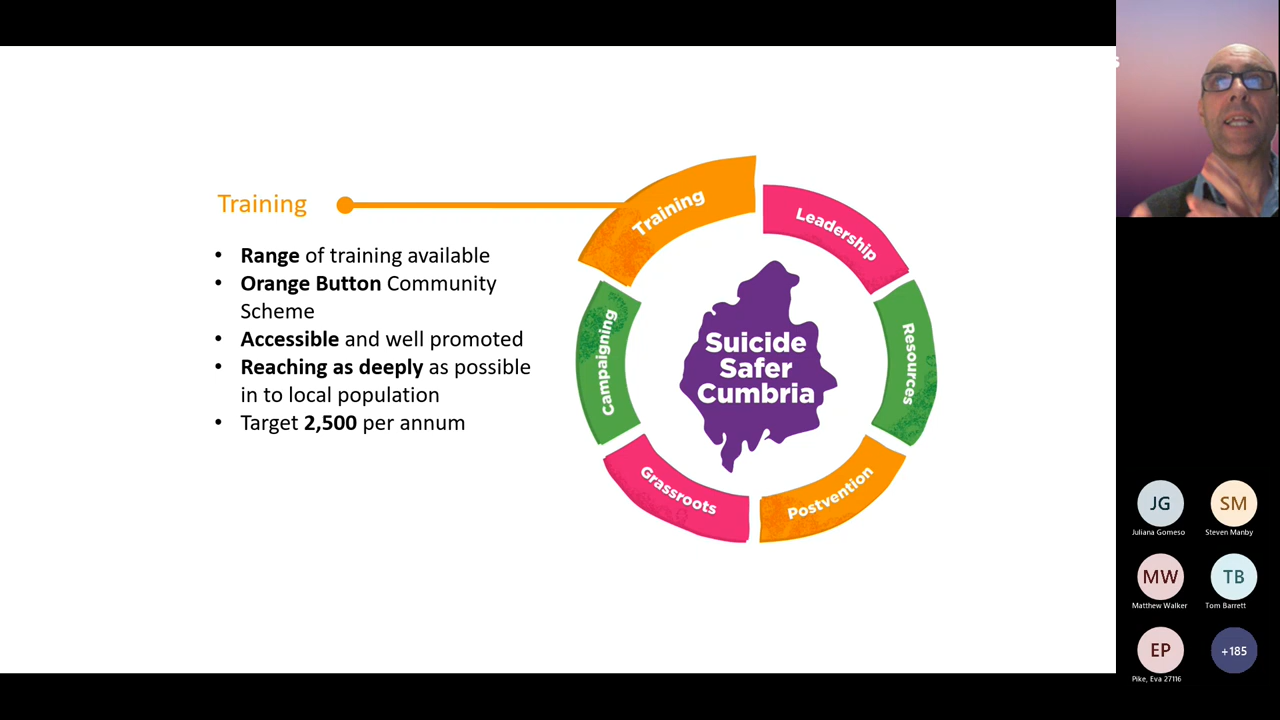 Training
Range of training available
Orange Button Community
Scheme
Accessible and well promoted
Reaching as deeply as possible
in to local population
Target 2,500 per annum
Training
Leadership
Resources
Postvention
Grassroots
Campaigning
Suicide
Safer
Cumbria
s
JG
Juliana Gomeso
SM
Steven Manby
MW
Matthew Walker
TB
Tom Barrett
EP
Pike, Eva 27116
+185